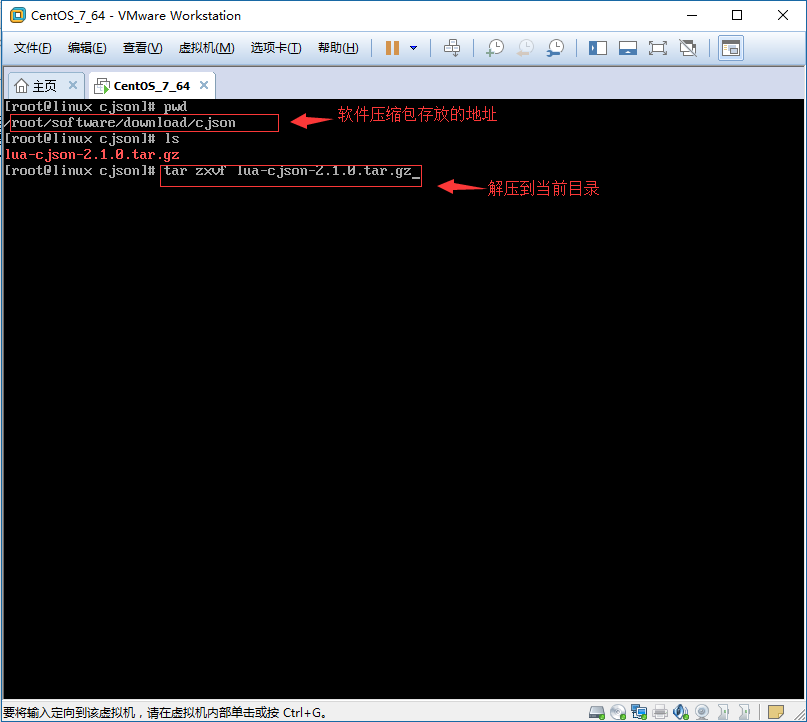 CentOS_7_64 - VMware Workstation
文件(F) 编辑(E) 查看(V) 虚拟机(M) 选项卡(T) 帮助(H)
主页 CentOS_7_64
[root@linux cjson]# pwd
/root/software/download/cjson 软件压缩包存放的地址
[root@linux cjson]# ls
lua-cjson-2.1.0.tar.gz
[root@linux cjson]# tar zxvf lua-cjson-2.1.0.tar.gz_
解压到当前目录
要将输入定向到该虚拟机，请在虚拟机内部单击或按 Ctrl+G。